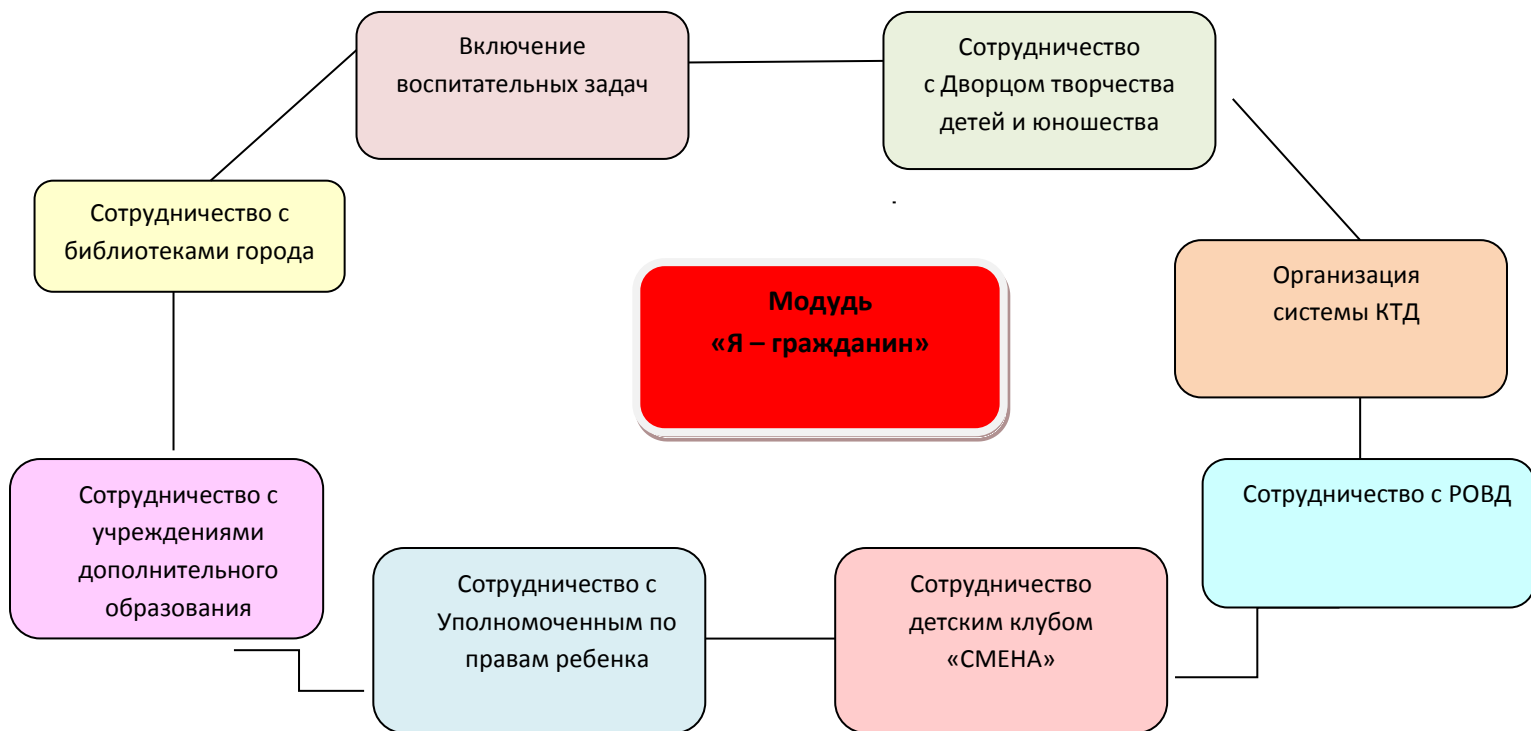 Включение
воспитательных задач
Сотрудничество
с Дворцом творчества
детей и юношества
Сотрудничество с
библиотеками города
Организация
системы КТД
Модудь
«Я – гражданин»
Сотрудничество с
учреждениями
дополнительного
образования
Сотрудничество с РОВД
Сотрудничество с
Уполномоченным по
правам ребенка
Сотрудничество
детским клубом
«СМЕНА»